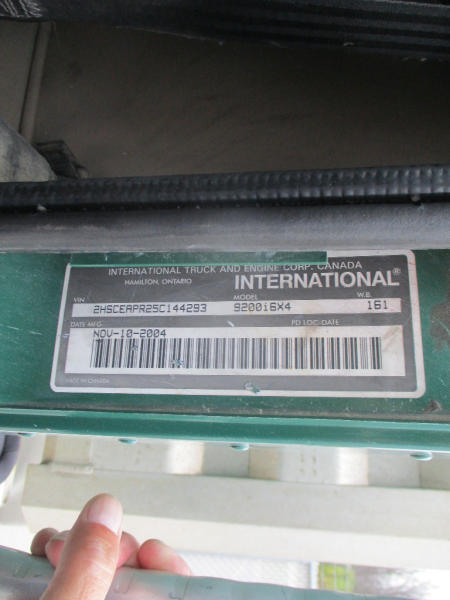 INTERNATIONAL TRUCK AND ENGINE CORP. CANADA
HAMILTON, ONTARIO INTERNATIONAL®
VIN MODEL W.B.
2HSCEAPR25C144293 9200i6X4 161
DATE MFG PD LOC-DATE
NOV-10-2004
MADE IN CANADA